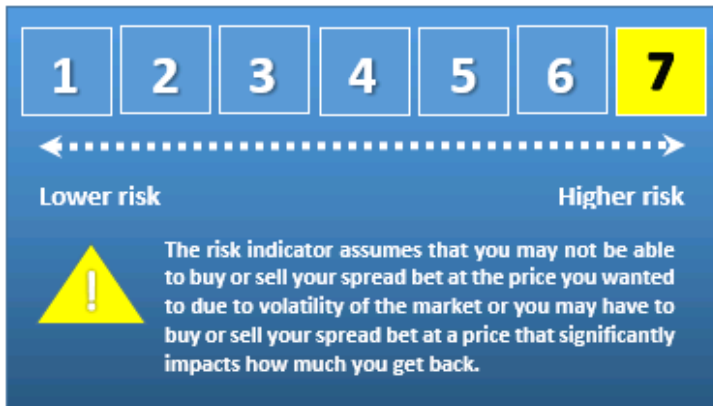 1 2 3 4 5 6 7
Lower risk Higher risk
!
The risk indicator assumes that you may not be able
to buy or sell your spread bet at the price you wanted
to due to volatility of the market or you may have to
buy or sell your spread bet at a price that significantly
impacts how much you get back.